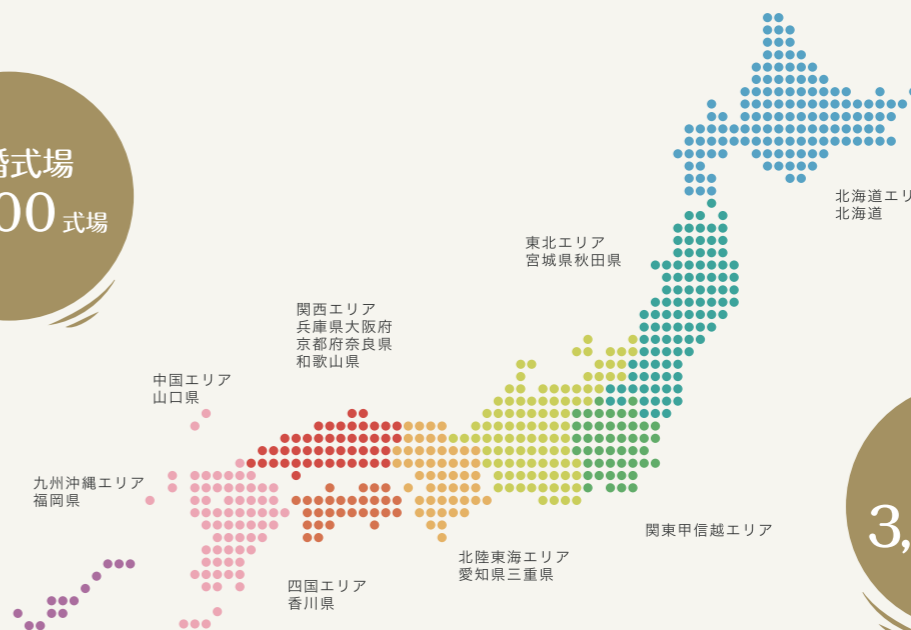 婚式場
00 式場
北海道エリ
北海道
東北エリア
宮城県秋田県
関西エリア
兵庫県大阪府
京都府奈良県
和歌山県
中国エリア
山口県
九州沖縄エリア
福岡県
関東甲信越エリア
3,
北陸東海エリア
愛知県三重県
四国エリア
香川県